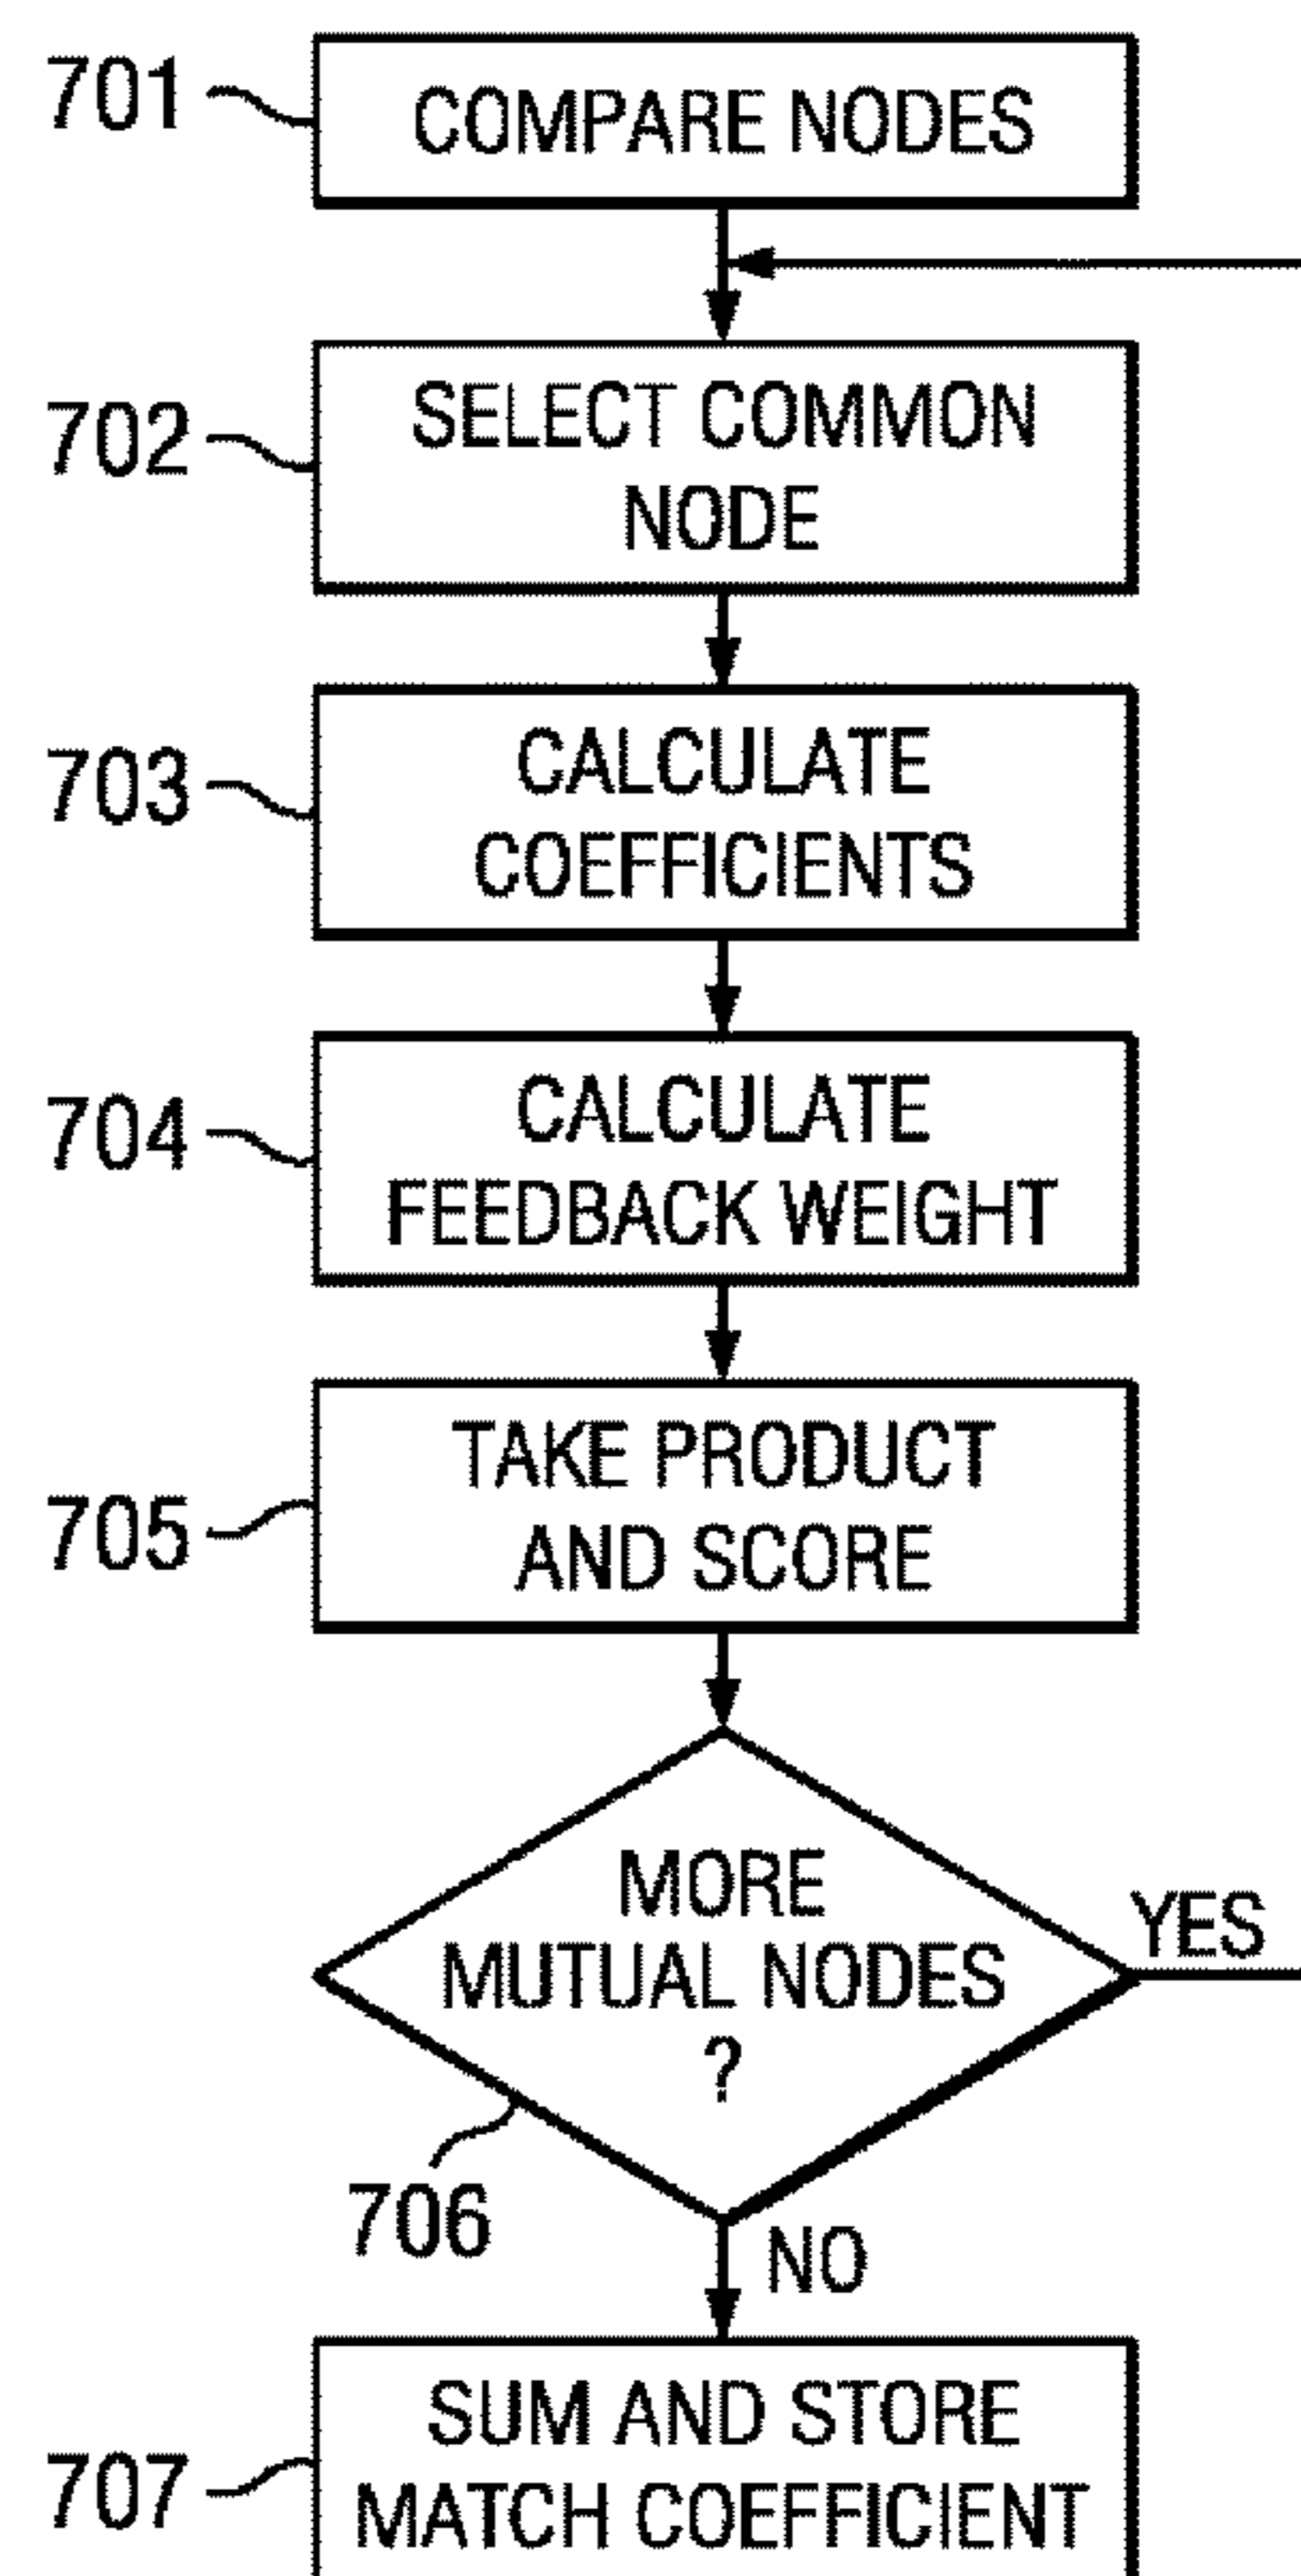 701
COMPARE NODES
702
SELECT COMMON
NODE
703
CALCULATE
COEFFICIENTS
704
CALCULATE
FEEDBACK WEIGHT
705
TAKE PRODUCT
AND SCORE
MORE
MUTUAL NODES
?
YES
706
NO
707
SUM AND STORE
MATCH COEFFICIENT